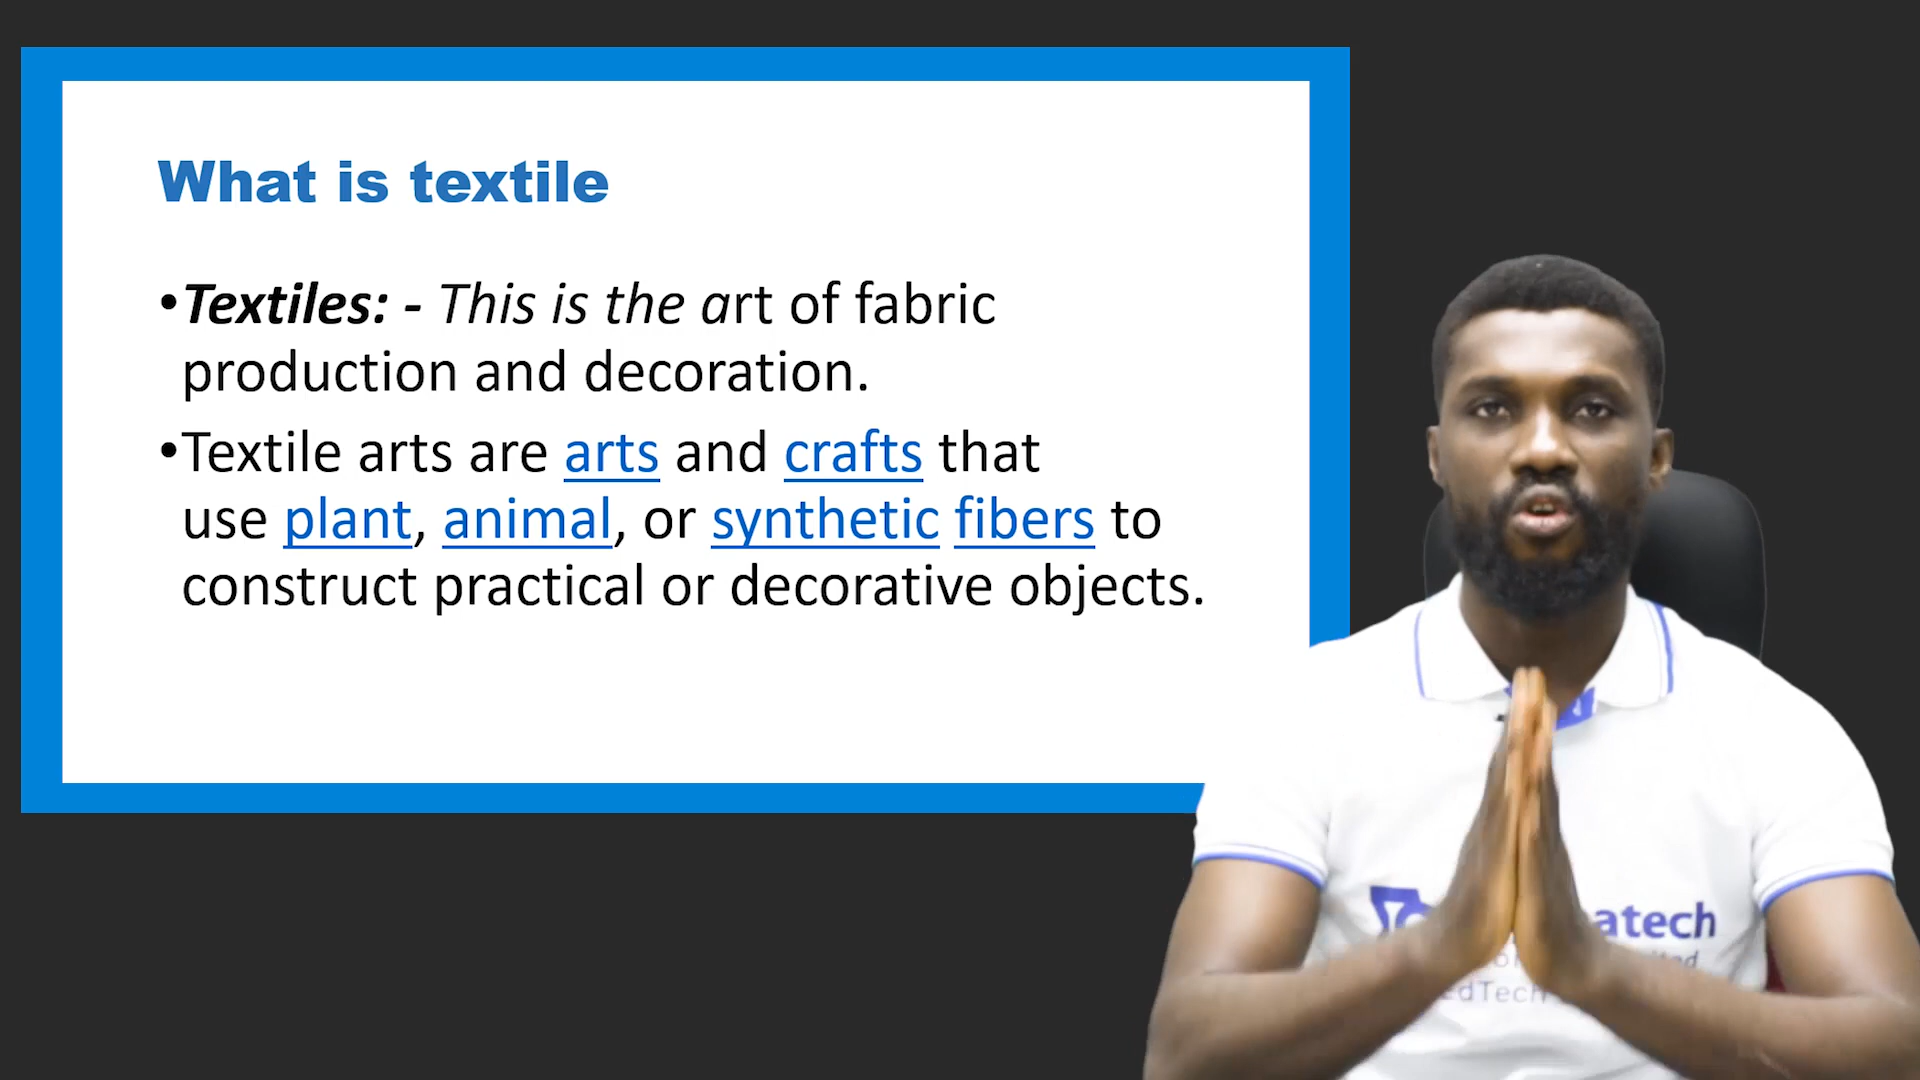 What is textile
•Textiles: - This is the art of fabric
production and decoration.
•Textile arts are arts and crafts that
use plant, animal, or synthetic fibers to
construct practical or decorative objects.
atech
edTech